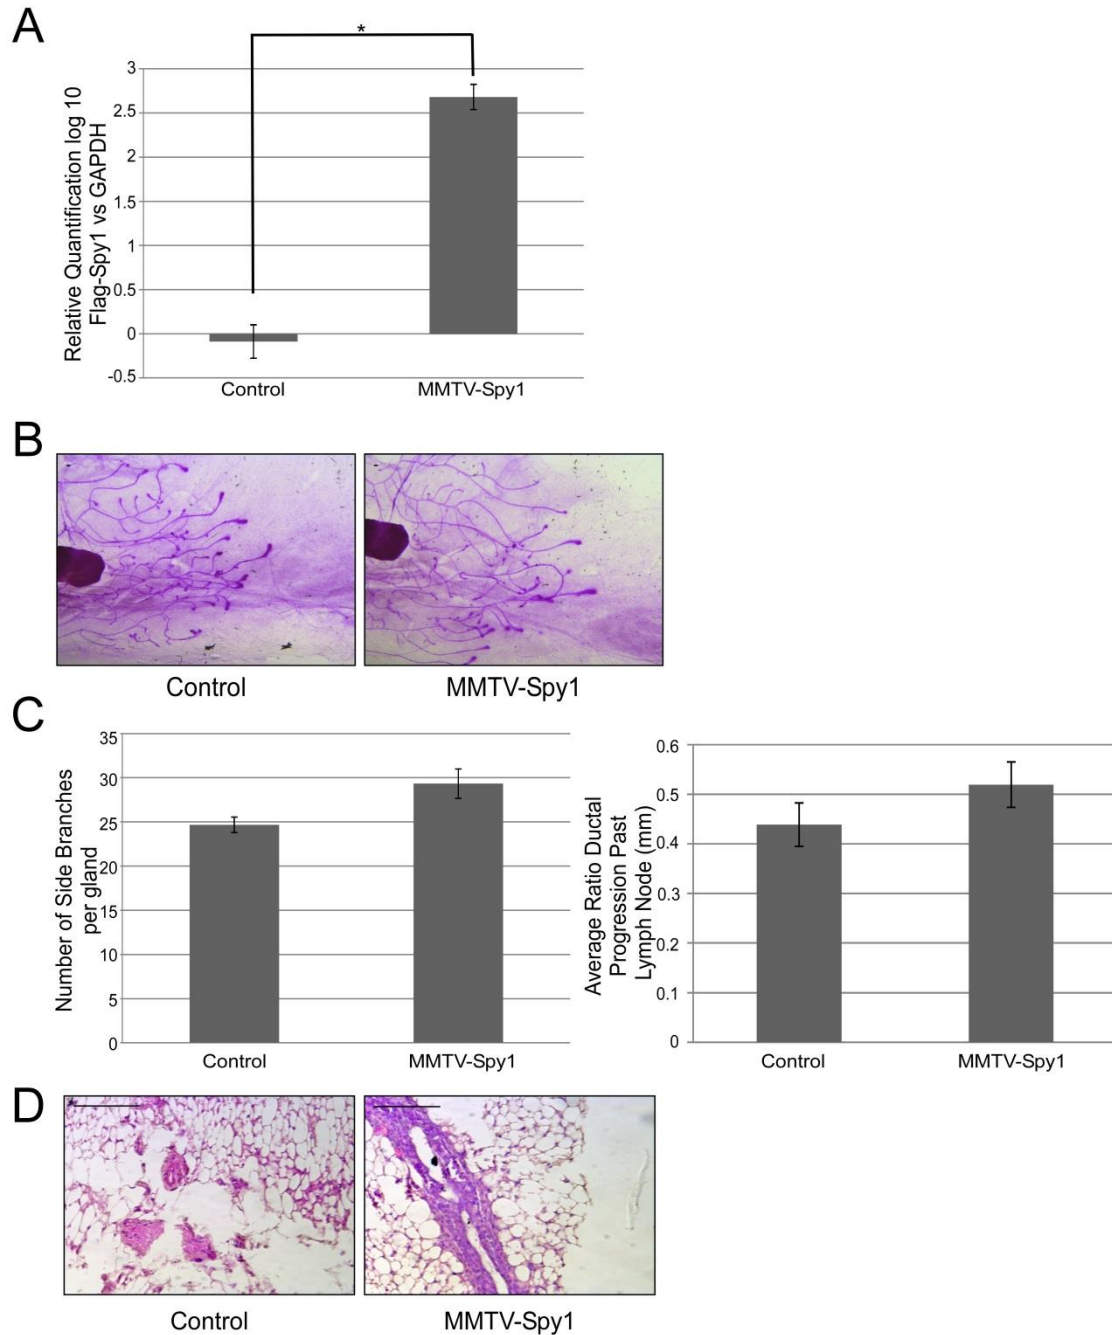 A
*
Relative Quantification log 10
Flag-Spy1 vs GAPDH
3
2.5
2
1.5
1
0.5
0
-0.5
Control
MMTV-Spy1
B
Control
MMTV-Spy1
C
Number of Side Branches
per gland
35
30
25
20
15
10
5
0
Control
MMTV-Spy1
Average Ratio Ductal
Progression Past
Lymph Node (mm)
0.6
0.5
0.4
0.3
0.2
0.1
0
Control
MMTV-Spy1
D
Control
MMTV-Spy1